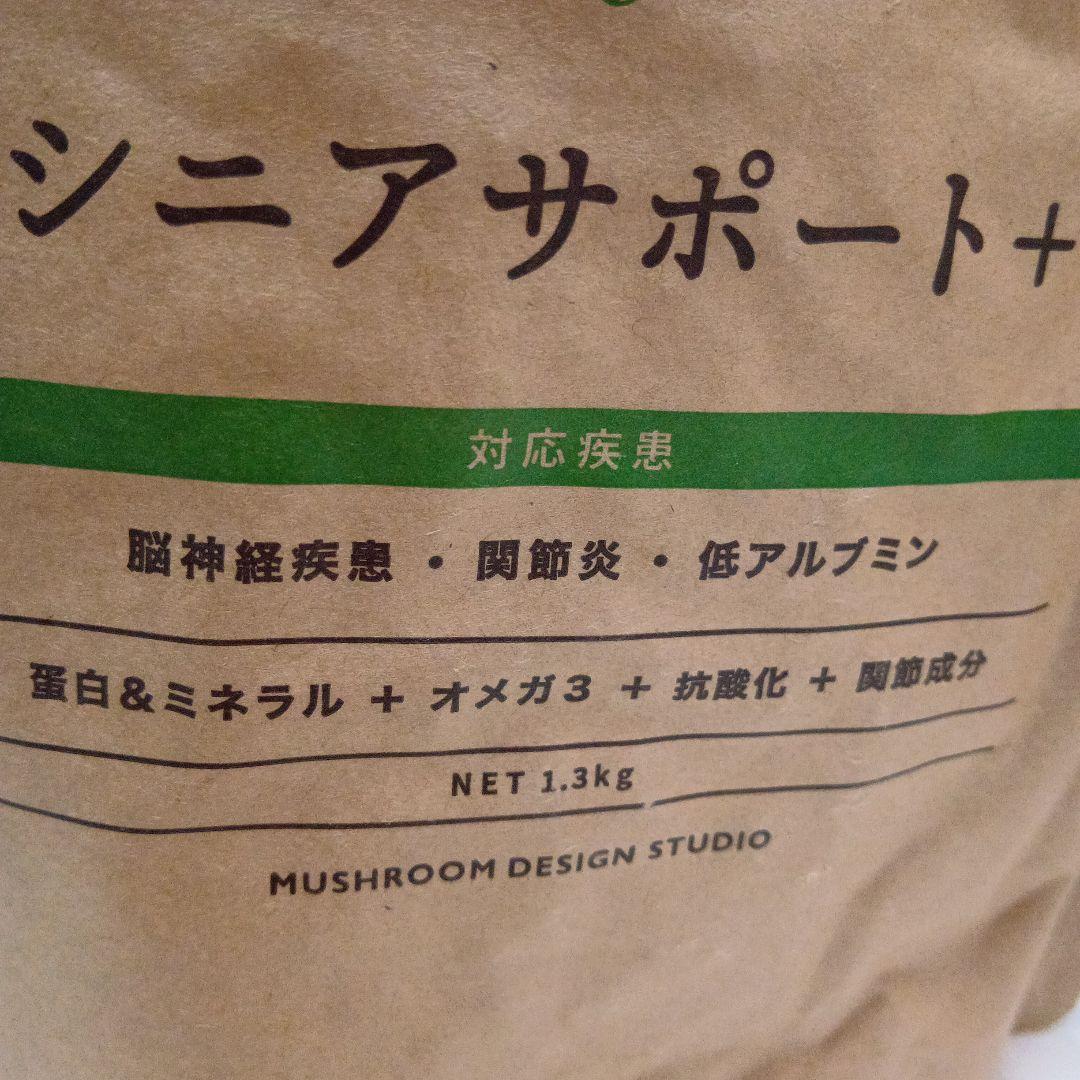 シニアサポート+
対応疾患
脳神経疾患・関節炎・低アルブミン
蛋白&ミネラル + オメガ3 + 抗酸化 + 関節成分
NET 1.3kg
MUSHROOM DESIGN STUDIO